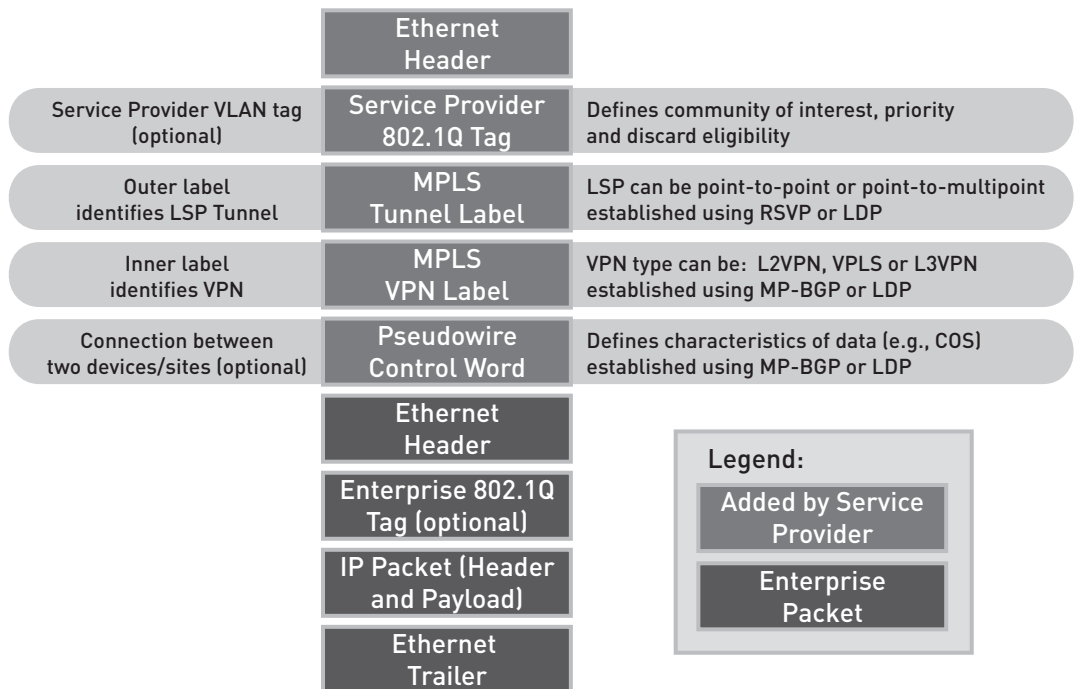 Ethernet
Header
Service Provider VLAN tag
(optional)
Service Provider
802.1Q Tag
Defines community of interest, priority
and discard eligibility
Outer label
identifies LSP Tunnel
MPLS
Tunnel Label
LSP can be point-to-point or point-to-multipoint
established using RSVP or LDP
Inner label
identifies VPN
MPLS
VPN Label
VPN type can be: L2VPN, VPLS or L3VPN
established using MP-BGP or LDP
Connection between
two devices/sites (optional)
Pseudowire
Control Word
Defines characteristics of data (e.g., COS)
established using MP-BGP or LDP
Ethernet
Header
Enterprise 802.1Q
Tag (optional)
IP Packet (Header
and Payload)
Ethernet
Trailer
Legend:
Added by Service
Provider
Enterprise
Packet